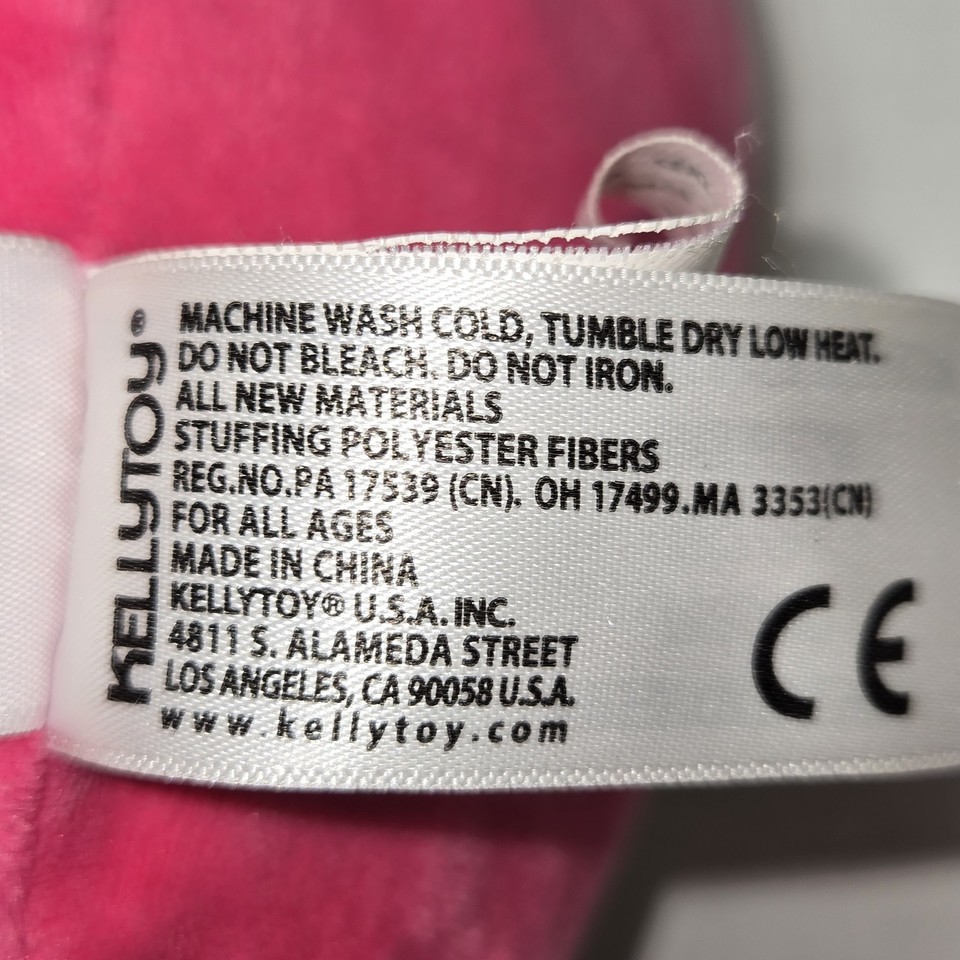 KELLYTOY®
MACHINE WASH COLD, TUMBLE DRY LOW HEAT.
DO NOT BLEACH, DO NOT IRON.
ALL NEW MATERIALS
STUFFING POLYESTER FIBERS
REG.NO.PA 17539 (CN). OH 17499.MA 3353(CN)
FOR ALL AGES
MADE IN CHINA
KELLYTOY® U.S.A. INC.
4811 S. ALAMEDA STREET
LOS ANGELES, CA 90058 U.S.A.
www.kellytoy.com
CE